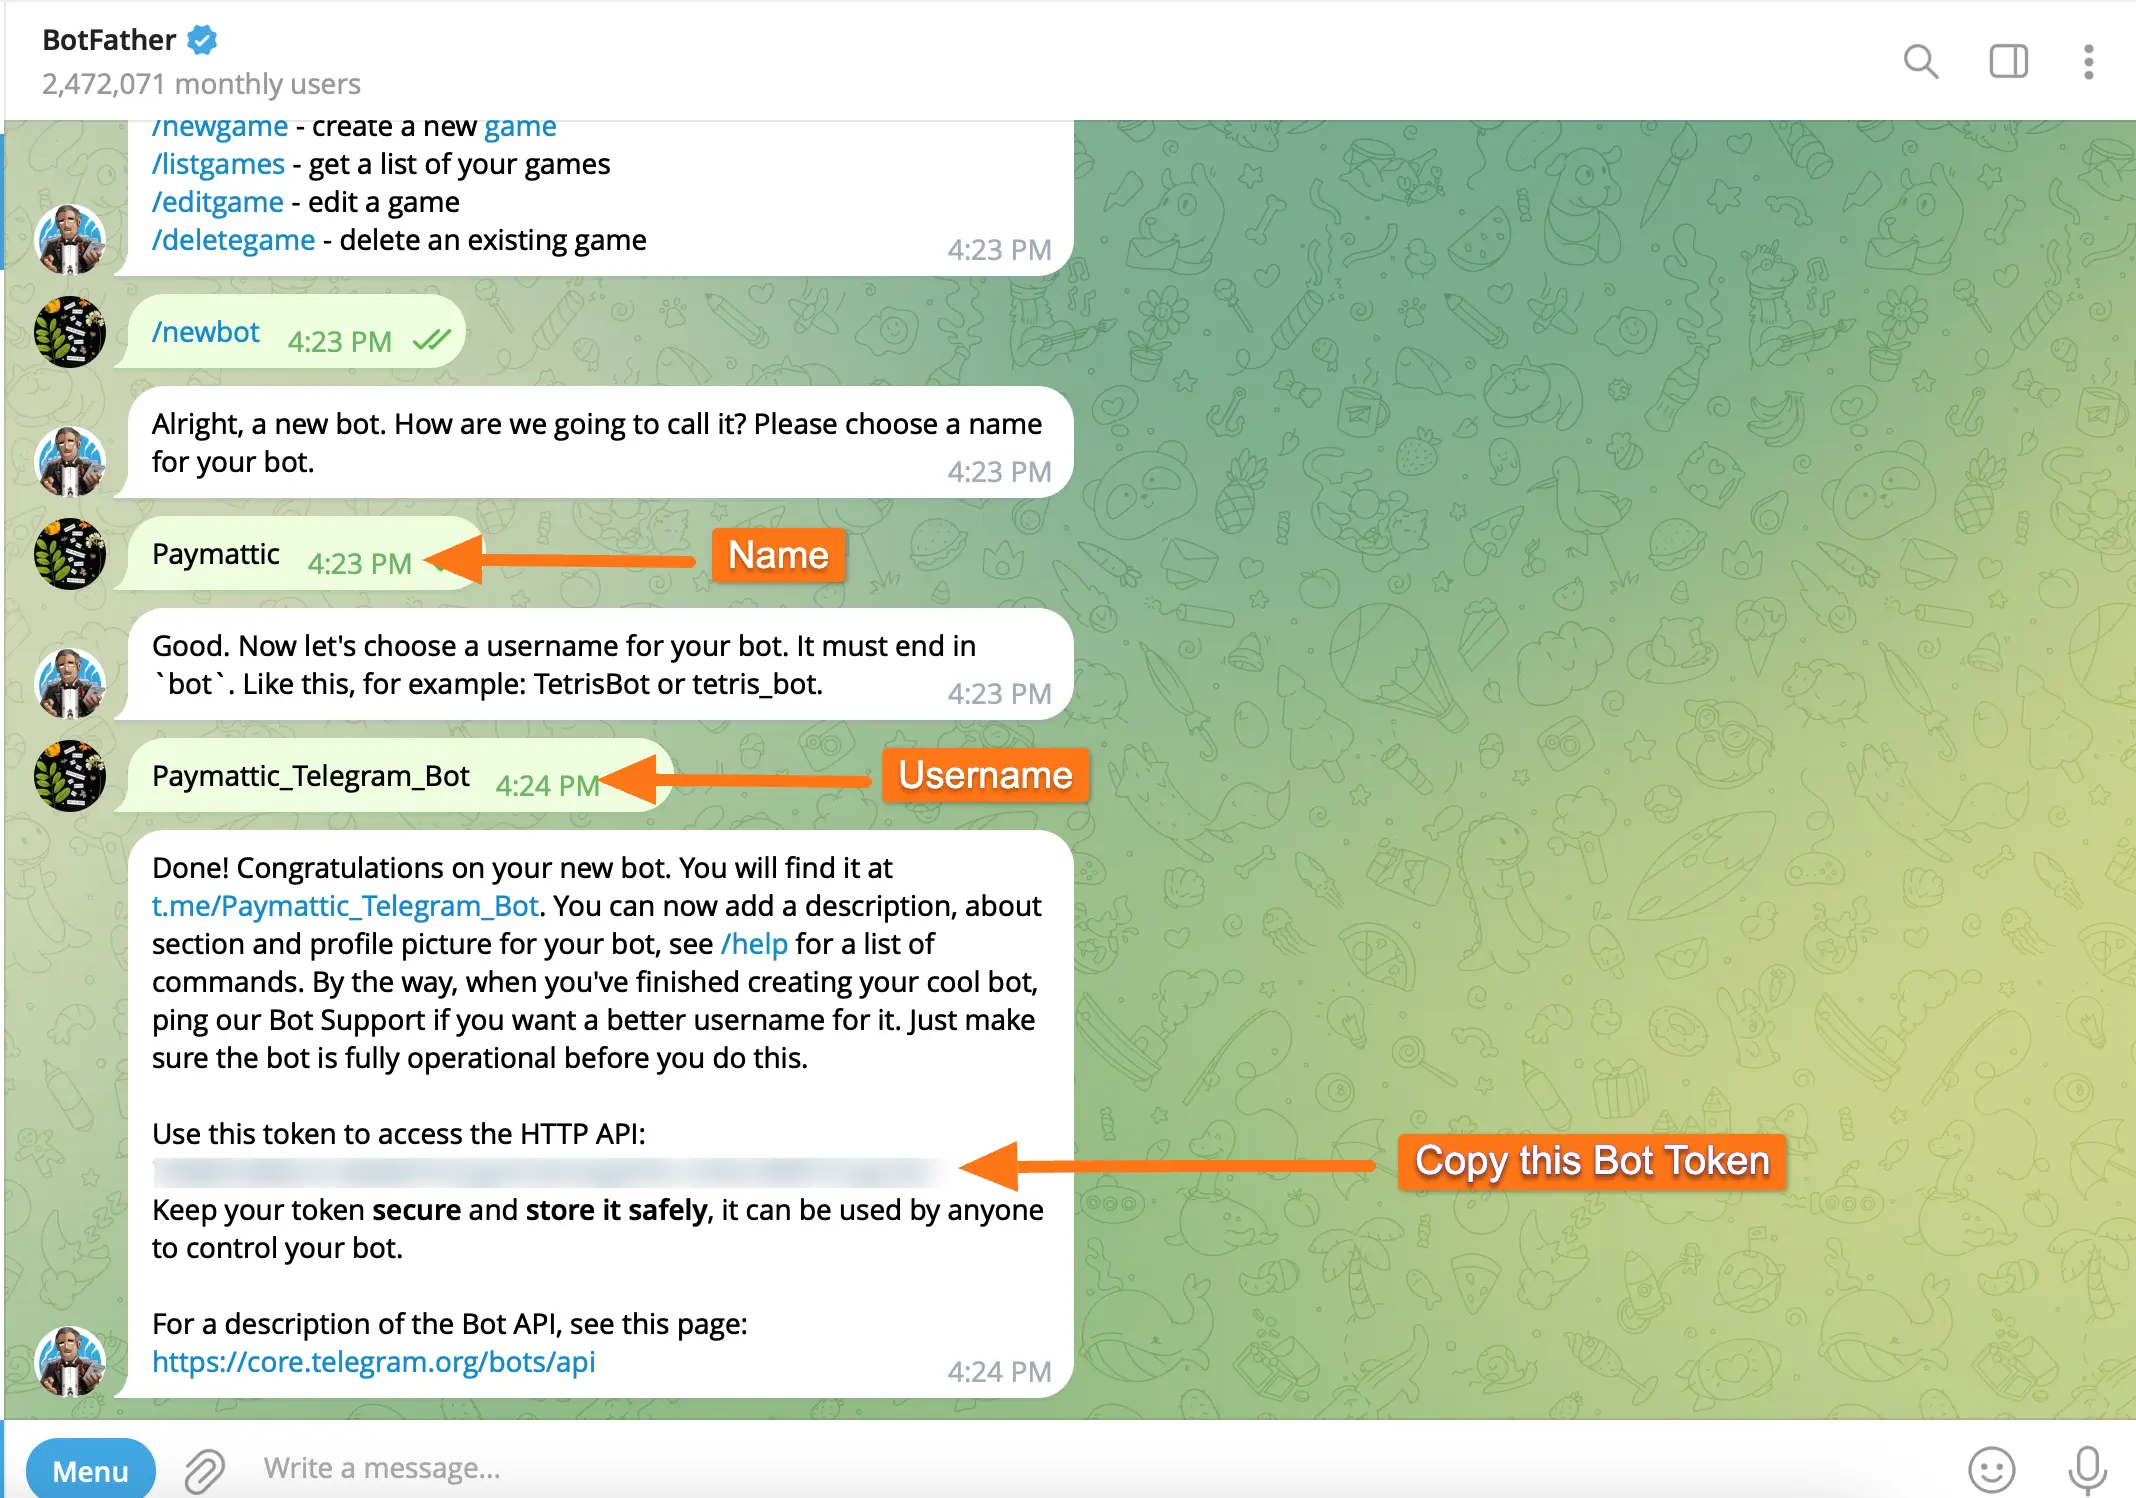 BotFather
2,472,071 monthly users
/newgame - create a new game
/listgames - get a list of your games
/editgame - edit a game
/deletegame - delete an existing game
4:23 PM
/newbot 4:23 PM
Alright, a new bot. How are we going to call it? Please choose a name
for your bot.
4:23 PM
Paymattic 4:23 PM
Name
Good. Now let's choose a username for your bot. It must end in
`bot`. Like this, for example: TetrisBot or tetris_bot.
4:23 PM
Paymattic_Telegram_Bot 4:24 PM
Username
Done! Congratulations on your new bot. You will find it at
t.me/Paymattic_Telegram_Bot. You can now add a description, about
section and profile picture for your bot, see /help for a list of
commands. By the way, when you've finished creating your cool bot,
ping our Bot Support if you want a better username for it. Just make
sure the bot is fully operational before you do this.
Use this token to access the HTTP API:
Copy this Bot Token
Keep your token secure and store it safely, it can be used by anyone
to control your bot.
For a description of the Bot API, see this page:
https://core.telegram.org/bots/api
4:24 PM
Menu
Write a message...